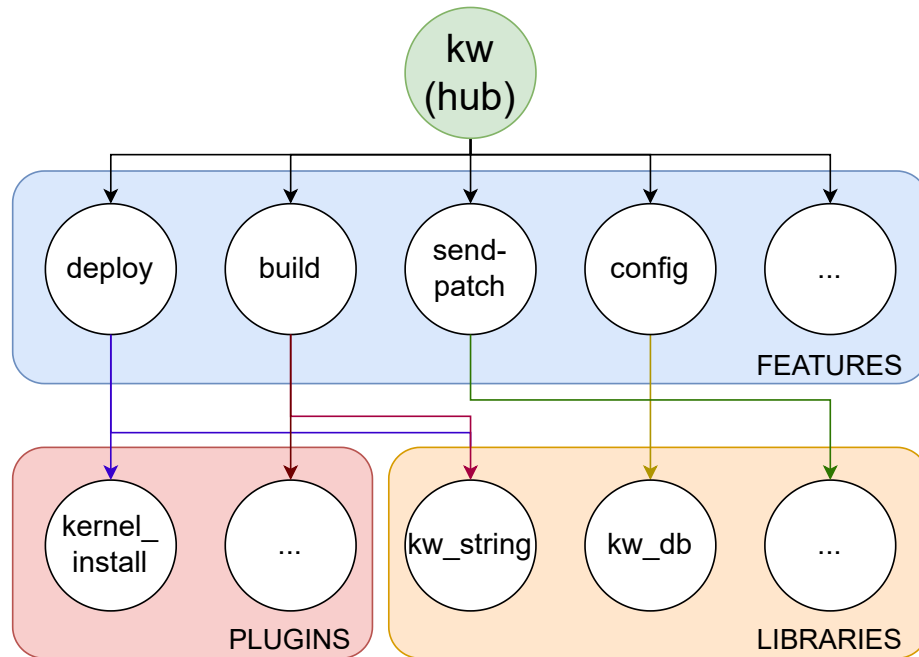 kw
(hub)
deploy
build
send-
patch
config
...
FEATURES
kernel_
install
...
kw_string
kw_db
...
PLUGINS
LIBRARIES